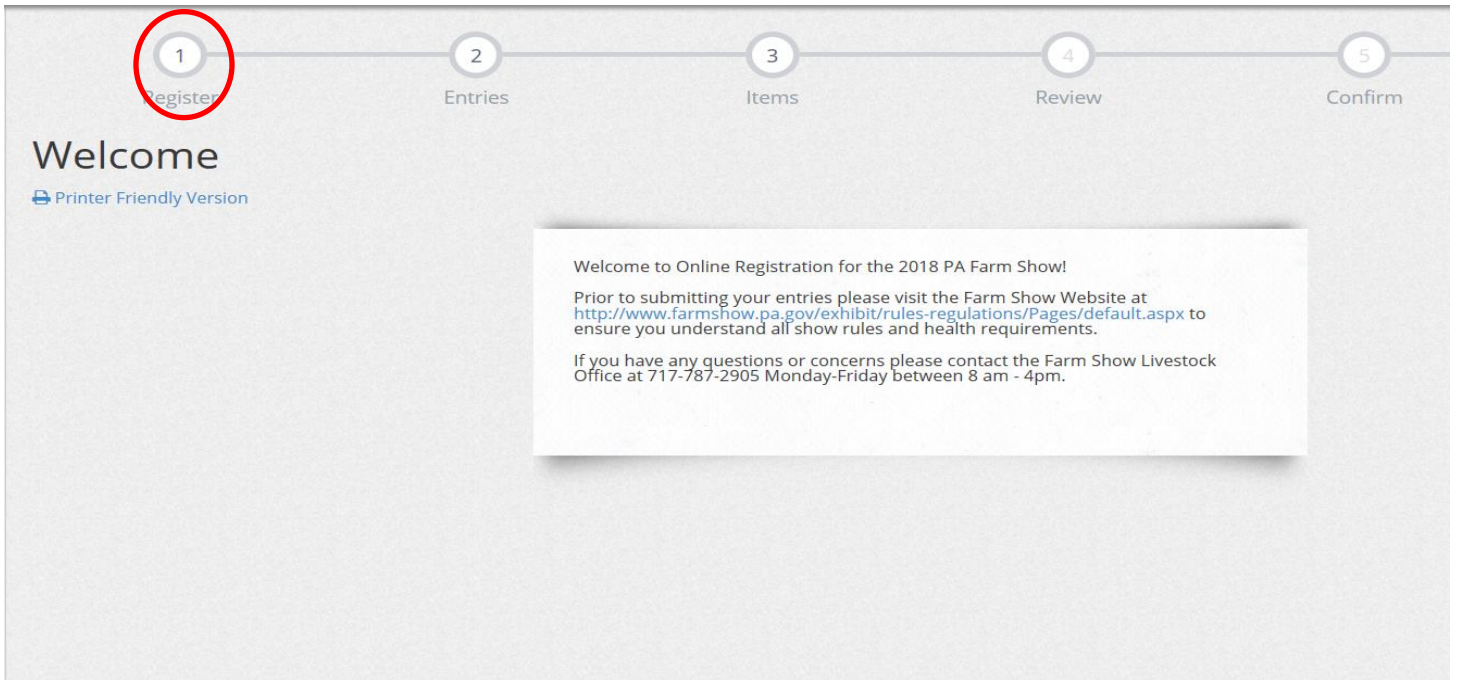 1
2
3
4
5
Register
Entries
Items
Review
Confirm
Welcome
Printer Friendly Version
Welcome to Online Registration for the 2018 PA Farm Show!
Prior to submitting your entries please visit the Farm Show Website at
http://www.farmshow.pa.gov/exhibit/rules-regulations/Pages/default.aspx to
ensure you understand all show rules and health requirements.
If you have any questions or concerns please contact the Farm Show Livestock
Office at 717-787-2905 Monday-Friday between 8 am - 4pm.